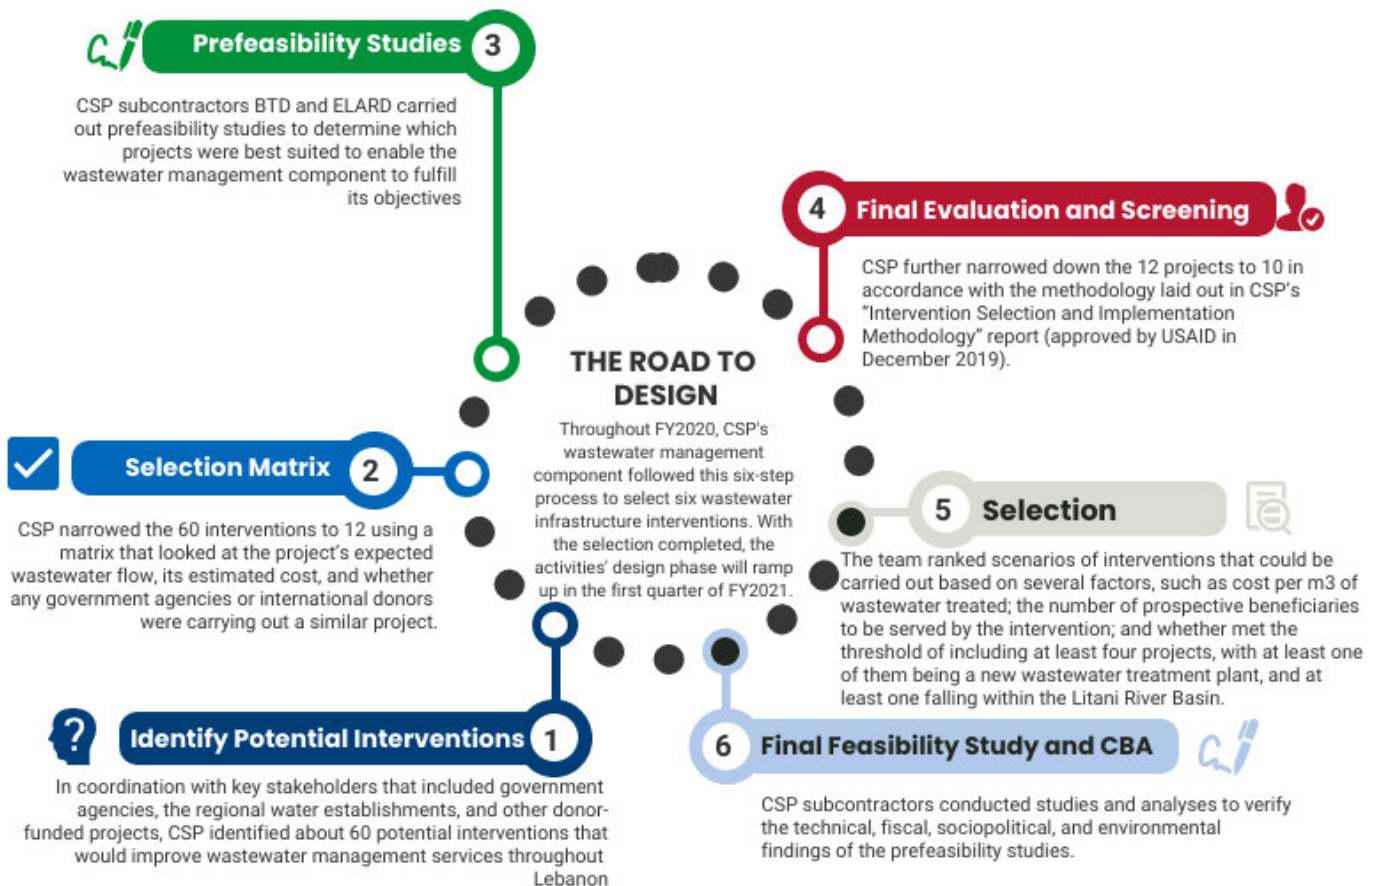 Prefeasibility Studies 3
CSP subcontractors BTD and ELARD carried
out prefeasibility studies to determine which
projects were best suited to enable the
wastewater management component to fulfill
its objectives
4 Final Evaluation and Screening
CSP further narrowed down the 12 projects to 10 in
accordance with the methodology laid out in CSP's
"Intervention Selection and Implementation
Methodology" report (approved by USAID in
December 2019).
THE ROAD TO
DESIGN
Throughout FY2020, CSP's
wastewater management
component followed this six-step
process to select six wastewater
infrastructure interventions. With
the selection completed, the
activities' design phase will ramp
up in the first quarter of FY2021.
Selection Matrix 2
CSP narrowed the 60 interventions to 12 using a
matrix that looked at the project's expected
wastewater flow, its estimated cost, and whether
any government agencies or international donors
were carrying out a similar project.
5 Selection
The team ranked scenarios of interventions that could be
carried out based on several factors, such as cost per m3 of
wastewater treated; the number of prospective beneficiaries
to be served by the intervention; and whether met the
threshold of including at least four projects, with at least one
of them being a new wastewater treatment plant, and at
least one falling within the Litani River Basin.
? Identify Potential Interventions 1
In coordination with key stakeholders that included government
agencies, the regional water establishments, and other donor-
funded projects, CSP identified about 60 potential interventions that
would improve wastewater management services throughout
Lebanon
6 Final Feasibility Study and CBA
CSP subcontractors conducted studies and analyses to verify
the technical, fiscal, sociopolitical, and environmental
findings of the prefeasibility studies.